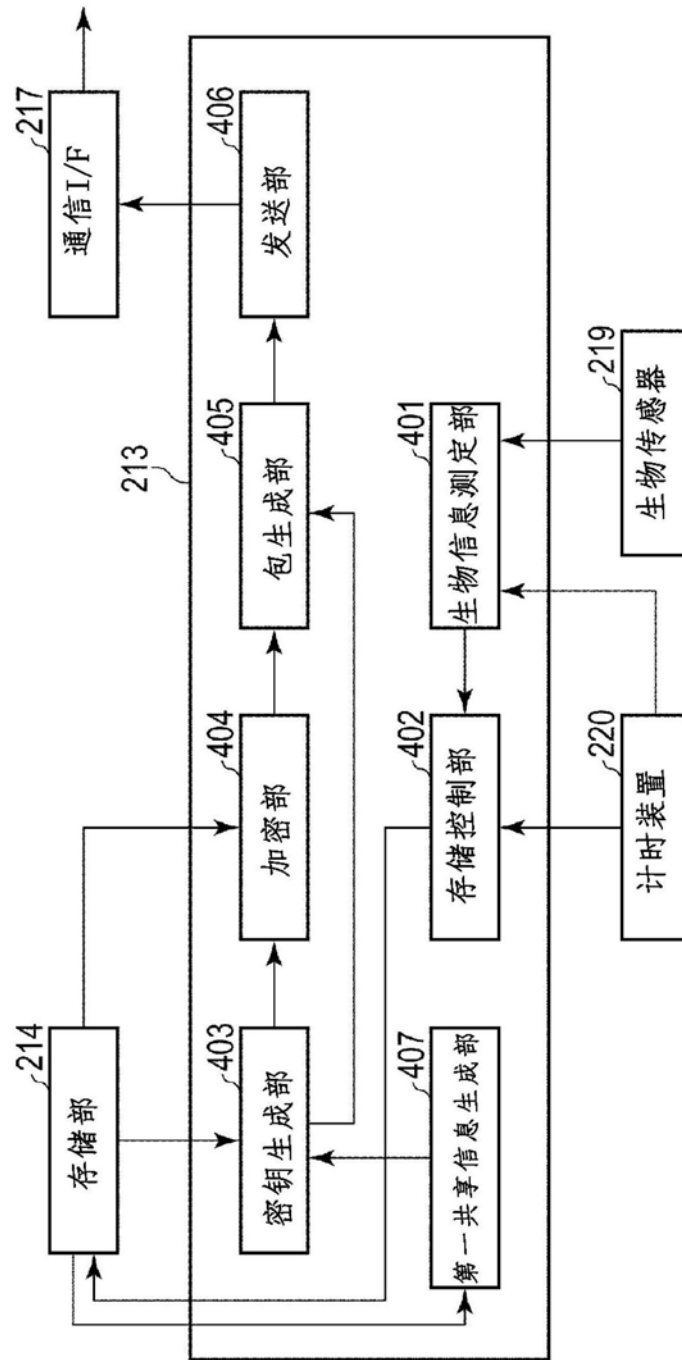 214
存储部
217
通信I/F
213
403
密钥生成部
404
加密部
405
包生成部
406
发送部
407
第一共享信息生成部
402
存储控制部
401
生物信息测定部
220
计时装置
219
生物传感器